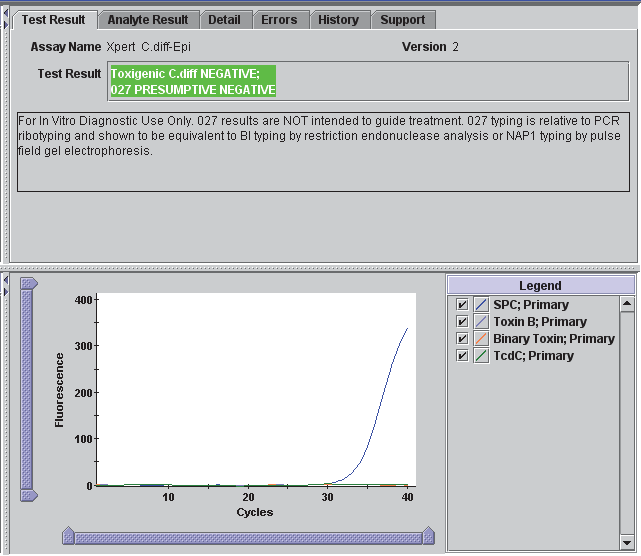 Test Result Analyte Result Detail Errors History Support
Assay Name Xpert C.diff-Epi Version 2
Test Result Toxigenic C.diff NEGATIVE;
027 PRESUMPTIVE NEGATIVE
For In Vitro Diagnostic Use Only. 027 results are NOT intended to guide treatment. 027 typing is relative to PCR
ribotyping and shown to be equivalent to BI typing by restriction endonuclease analysis or NAP1 typing by pulse
field gel electrophoresis.
400
300
200
100
0
Fluorescence
10 20 30 40
Cycles
Legend
SPC; Primary
Toxin B; Primary
Binary Toxin; Primary
TcdC; Primary